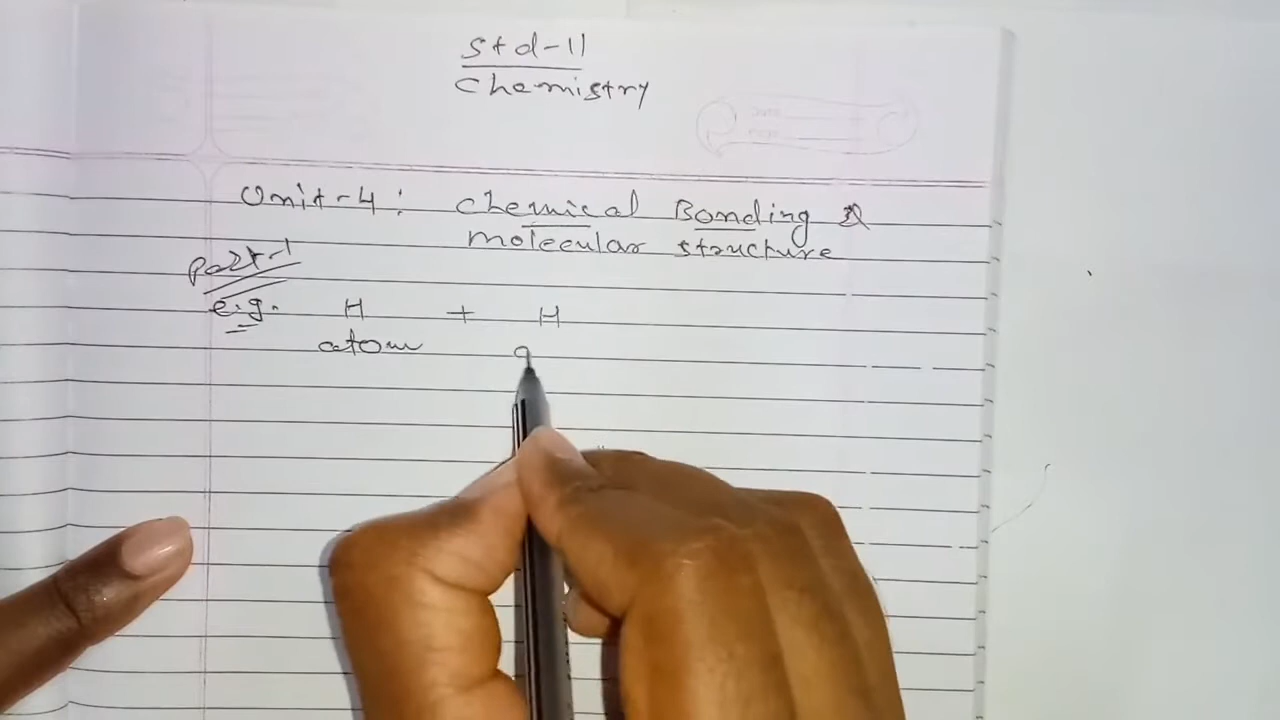 Std-11
Chemistry
Unit-4: Chemical Bonding &
molecular structure
Part-1
e.g. H + H
atom a